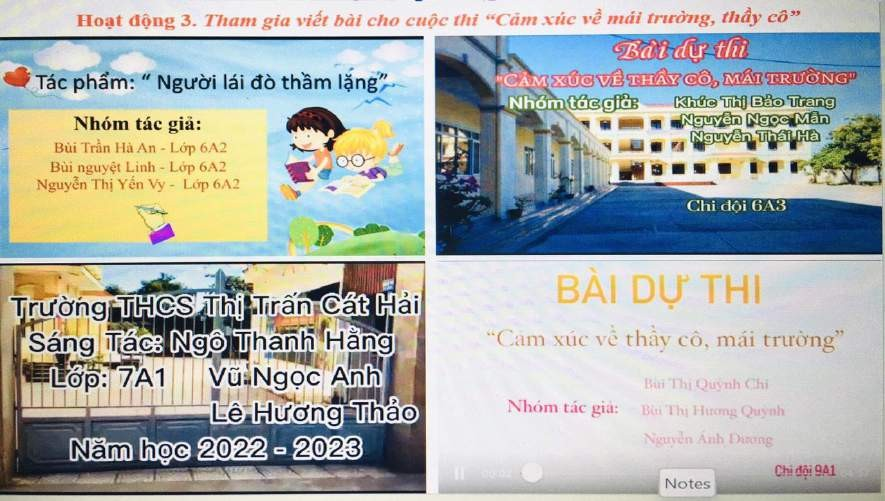 Hoạt động 3. Tham gia viết bài cho cuộc thi “Cảm xúc về mái trường, thầy cô”
Tác phẩm: “ Người lái đò thầm lặng”
Nhóm tác giả:
Bùi Trần Hà An - Lớp 6A2
Bùi nguyệt Linh - Lớp 6A2
Nguyễn Thị Yến Vy - Lớp 6A2
Bài dự thi
"CẢM XÚC VỀ THẦY CÔ, MÁI TRƯỜNG"
Nhóm tác giả: Khúc Thị Bảo Trang
Nguyễn Ngọc Mẫn
Nguyễn Thái Hà
Chi đội 6A3
Trường THCS Thị Trấn Cát Hải
Sáng Tác: Ngô Thanh Hằng
Lớp: 7A1 Vũ Ngọc Anh
Lê Hương Thảo
Năm học 2022 - 2023
BÀI DỰ THI
“Cảm xúc về thầy cô, mái trường”
Bùi Thị Quỳnh Chi
Nhóm tác giả: Bùi Thị Hương Quỳnh
Nguyễn Ánh Dương
Chi đội 9A1
00:02
Notes